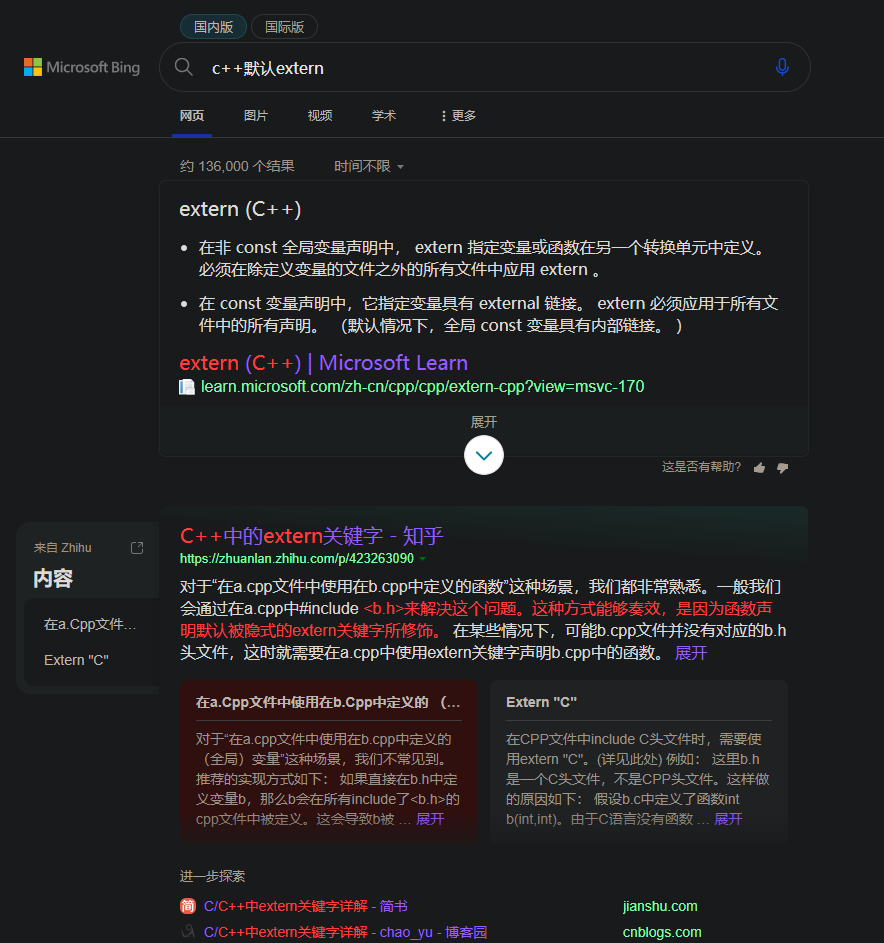 国内版 国际版
Microsoft Bing
c++默认extern
网页 图片 视频 学术 更多
约 136,000 个结果 时间不限
extern (C++)
在非 const 全局变量声明中， extern 指定变量或函数在另一个转换单元中定义。
必须在除定义变量的文件之外的所有文件中应用 extern 。
在 const 变量声明中，它指定变量具有 external 链接。 extern 必须应用于所有文
件中的所有声明。 （默认情况下，全局 const 变量具有内部链接。 ）
extern (C++) | Microsoft Learn
learn.microsoft.com/zh-cn/cpp/cpp/extern-cpp?view=msvc-170
展开
这是否有帮助?
来自 Zhihu
内容
在a.Cpp文件…
Extern "C"
C++中的extern关键字 - 知乎
https://zhuanlan.zhihu.com/p/423263090
对于“在a.cpp文件中使用在b.cpp中定义的函数”这种场景，我们都非常熟悉。一般我们
会通过在a.cpp中#include <b.h>来解决这个问题。这种方式能够奏效，是因为函数声
明默认被隐式的extern关键字所修饰。 在某些情况下，可能b.cpp文件并没有对应的b.h
头文件，这时就需要在a.cpp中使用extern关键字声明b.cpp中的函数。 展开
在a.Cpp文件中使用在b.Cpp中定义的 （…
对于“在a.cpp文件中使用在b.cpp中定义的
（全局）变量”这种场景，我们不常见到。
推荐的实现方式如下： 如果直接在b.h中定
义变量b，那么b会在所有include了<b.h>的
cpp文件中被定义。这会导致b被 ... 展开
Extern "C"
在CPP文件中include C头文件时，需要使
用extern "C"。(详见此处) 例如： 这里b.h
是一个C头文件，不是CPP头文件。这样做
的原因如下： 假设b.c中定义了函数int
b(int,int)。由于C语言没有函数 ... 展开
进一步探索
简 C/C++中extern关键字详解 - 简书 jianshu.com
C/C++中extern关键字详解 - chao_yu - 博客园 cnblogs.com